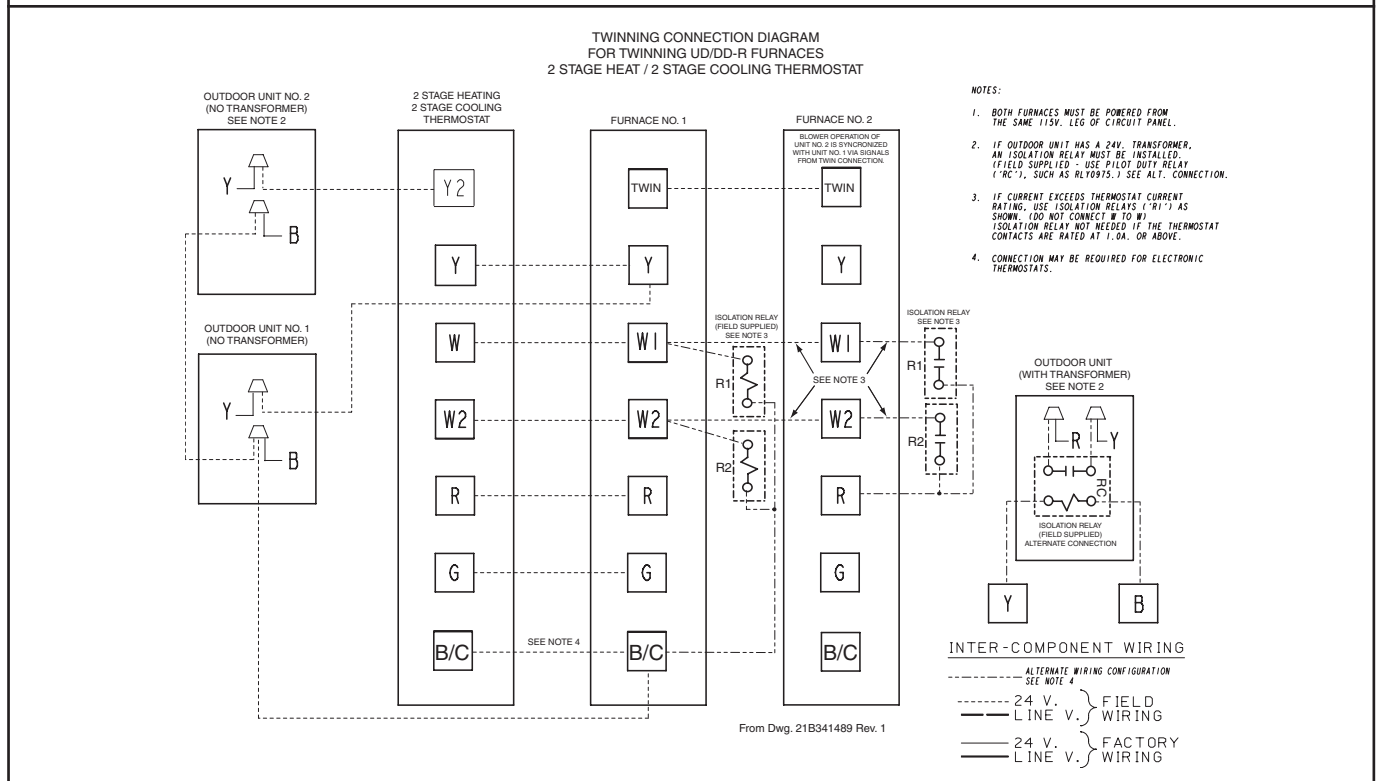 TWINNING CONNECTION DIAGRAM
FOR TWINNING UD/DD-R FURNACES
2 STAGE HEAT / 2 STAGE COOLING THERMOSTAT
OUTDOOR UNIT NO. 2
(NO TRANSFORMER)
SEE NOTE 2
Y
B
OUTDOOR UNIT NO. 1
(NO TRANSFORMER)
Y
B
2 STAGE HEATING
2 STAGE COOLING
THERMOSTAT
Y2
Y
W
W2
R
G
B/C
SEE NOTE 4
FURNACE NO. 1
TWIN
Y
W1
W2
R
G
B/C
ISOLATION RELAY
(FIELD SUPPLIED)
SEE NOTE 3
R1
R2
FURNACE NO. 2
BLOWER OPERATION OF
UNIT NO. 2 IS SYNCRONIZED
WITH UNIT NO. 1 VIA SIGNALS
FROM TWIN CONNECTION.
TWIN
Y
W1
SEE NOTE 3
W2
R
G
B/C
ISOLATION RELAY
SEE NOTE 3
R1
R2
From Dwg. 21B341489 Rev. 1
NOTES:
1. BOTH FURNACES MUST BE POWERED FROM
THE SAME 115V. LEG OF CIRCUIT PANEL.
2. IF OUTDOOR UNIT HAS A 24V. TRANSFORMER,
AN ISOLATION RELAY MUST BE INSTALLED.
(FIELD SUPPLIED - USE PILOT DUTY RELAY
('RC'), SUCH AS RLY0975.) SEE ALT. CONNECTION.
3. IF CURRENT EXCEEDS THERMOSTAT CURRENT
RATING, USE ISOLATION RELAYS ('R1') AS
SHOWN. (DO NOT CONNECT W TO W)
ISOLATION RELAY NOT NEEDED IF THE THERMOSTAT
CONTACTS ARE RATED AT 1.0A. OR ABOVE.
4. CONNECTION MAY BE REQUIRED FOR ELECTRONIC
THERMOSTATS.
OUTDOOR UNIT
(WITH TRANSFORMER)
SEE NOTE 2
R
Y
RC
ISOLATION RELAY
(FIELD SUPPLIED)
ALTERNATE CONNECTION
Y
B
INTER-COMPONENT WIRING
ALTERNATE WIRING CONFIGURATION
SEE NOTE 4
24 V. FIELD
LINE V. WIRING
24 V. FACTORY
LINE V. WIRING